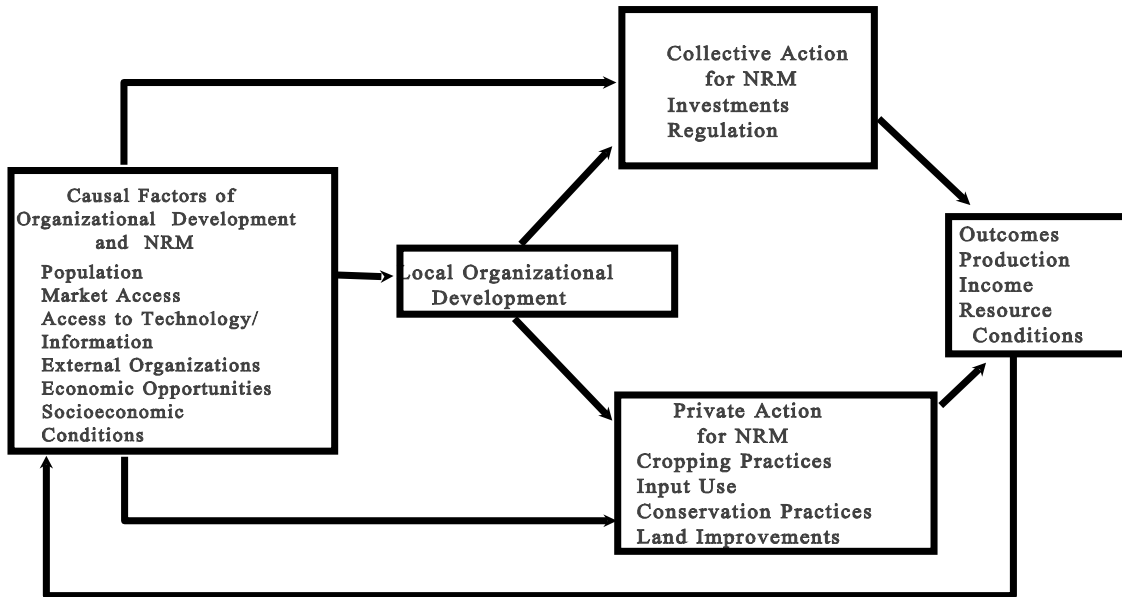 Collective Action
for NRM
Investments
Regulation
Causal Factors of
Organizational Development
and NRM
Population
Market Access
Access to Technology/
Information
External Organizations
Economic Opportunities
Socioeconomic
Conditions
Local Organizational
Development
Outcomes
Production
Income
Resource
Conditions
Private Action
for NRM
Cropping Practices
Input Use
Conservation Practices
Land Improvements